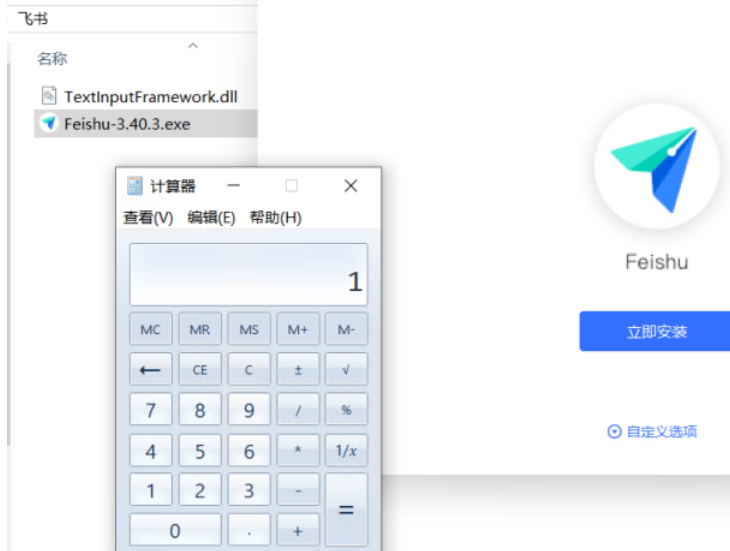 飞书
名称
TextInputFramework.dll
Feishu-3.40.3.exe
计算器
查看(V) 编辑(E) 帮助(H)
1
MC MR MS M+ M-
← CE C ± √
7 8 9 / %
4 5 6 * 1/x
1 2 3 - =
0 . +
Feishu
立即安装
自定义选项